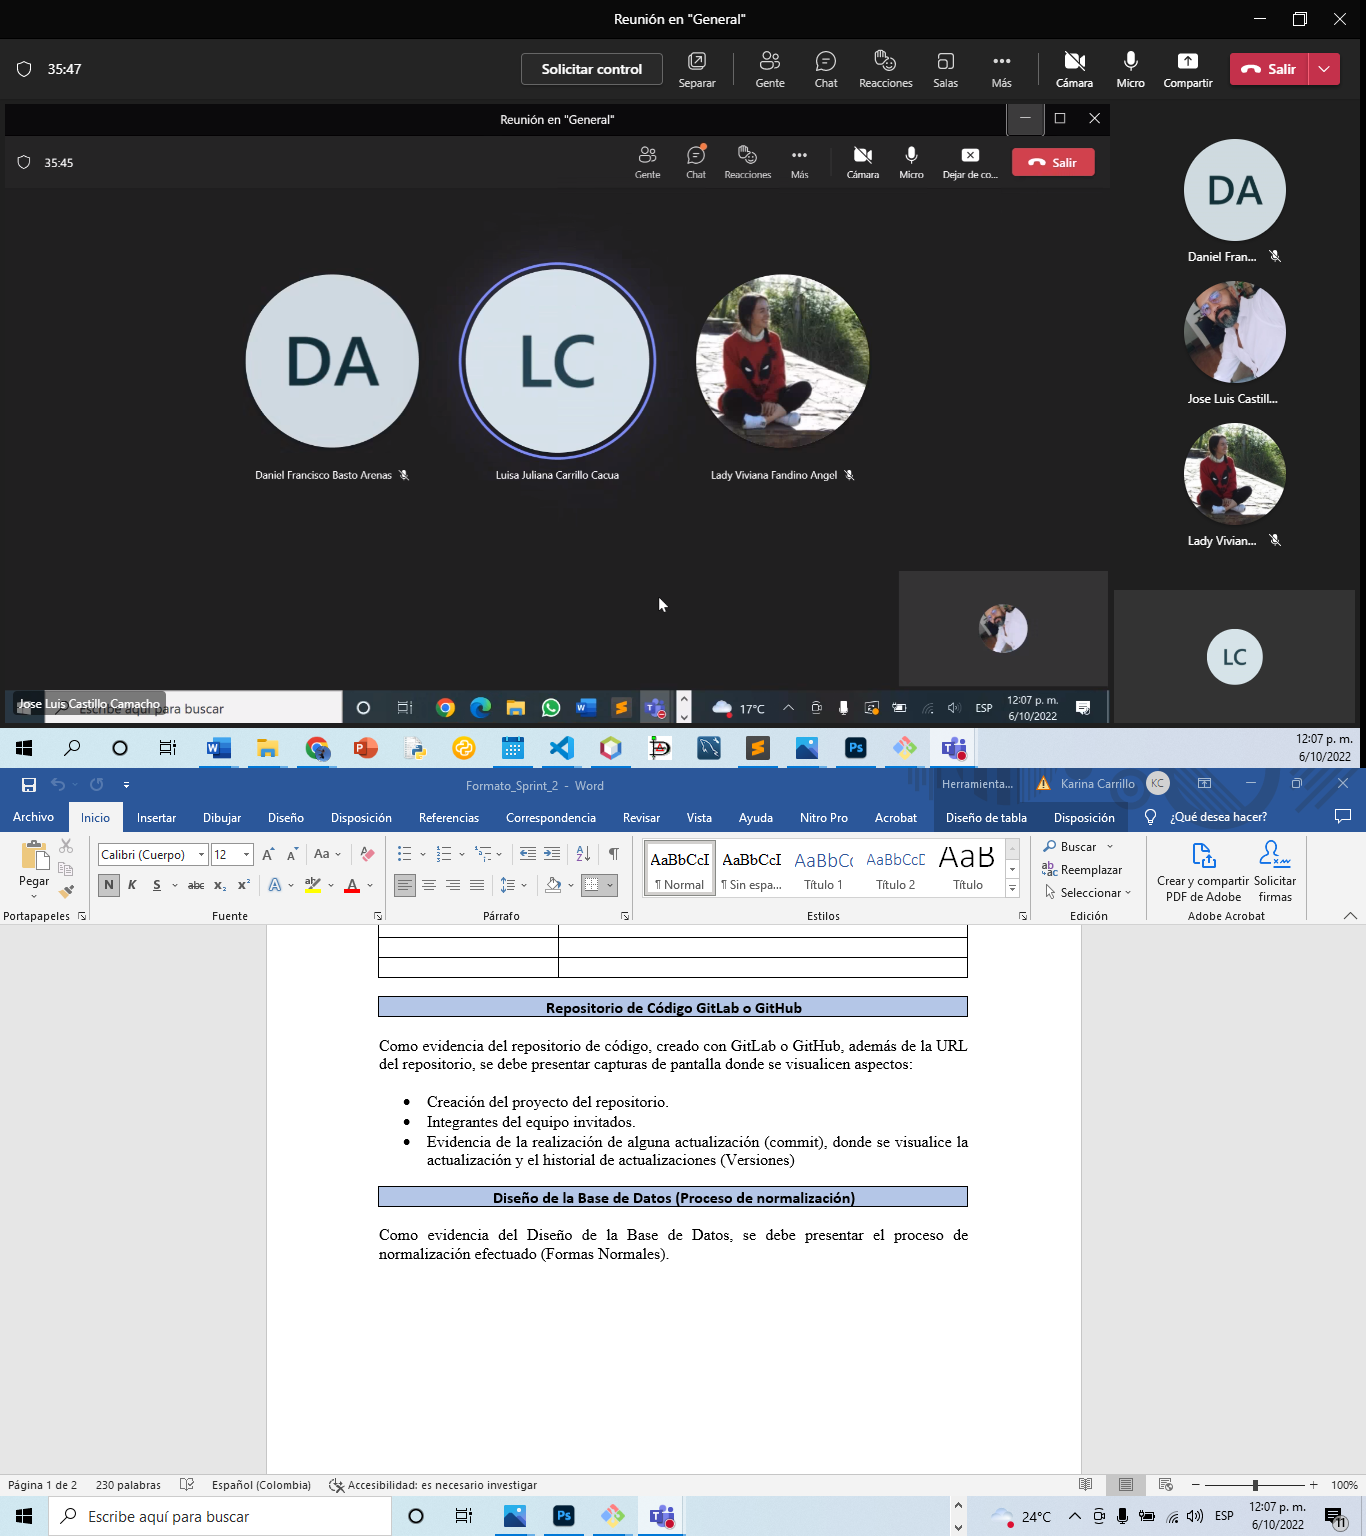 Reunión en "General"
35:47
Solicitar control
Separar
Gente
Chat
Reacciones
Salas
Más
Cámara
Micro
Compartir
Salir
Reunión en "General"
35:45
Gente
Chat
Reacciones
Más
Cámara
Micro
Dejar de co...
Salir
DA
LC
Daniel Francisco Basto Arenas
Luisa Juliana Carrillo Cacua
Lady Viviana Fandino Angel
DA
Daniel Fran...
Jose Luis Castill...
Lady Vivian...
LC
Jose Luis Castillo Camacho
Escribe aquí para buscar
17°C
ESP
12:07 p. m.
6/10/2022
12:07 p. m.
6/10/2022
Formato_Sprint_2 - Word
Herramienta...
Karina Carrillo
KC
Archivo
Inicio
Insertar
Dibujar
Diseño
Disposición
Referencias
Correspondencia
Revisar
Vista
Ayuda
Nitro Pro
Acrobat
Diseño de tabla
Disposición
¿Qué desea hacer?
Pegar
Portapapeles
Calibri (Cuerpo)
12
Aa
N K S abc x₂ x²
Fuente
Párrafo
AaBbCcI
¶ Normal
AaBbCcI
¶ Sin espa...
AaBbCc
Título 1
AaBbCcE
Título 2
AaB
Título
Estilos
Buscar
Reemplazar
Seleccionar
Edición
Crear y compartir
PDF de Adobe
Solicitar
firmas
Adobe Acrobat
Repositorio de Código GitLab o GitHub
Como evidencia del repositorio de código, creado con GitLab o GitHub, además de la URL
del repositorio, se debe presentar capturas de pantalla donde se visualicen aspectos:
• Creación del proyecto del repositorio.
• Integrantes del equipo invitados.
• Evidencia de la realización de alguna actualización (commit), donde se visualice la
actualización y el historial de actualizaciones (Versiones)
Diseño de la Base de Datos (Proceso de normalización)
Como evidencia del Diseño de la Base de Datos, se debe presentar el proceso de
normalización efectuado (Formas Normales).
Página 1 de 2
230 palabras
Español (Colombia)
Accesibilidad: es necesario investigar
100%
Escribe aquí para buscar
Ps
24°C
ESP
12:07 p. m.
6/10/2022
11